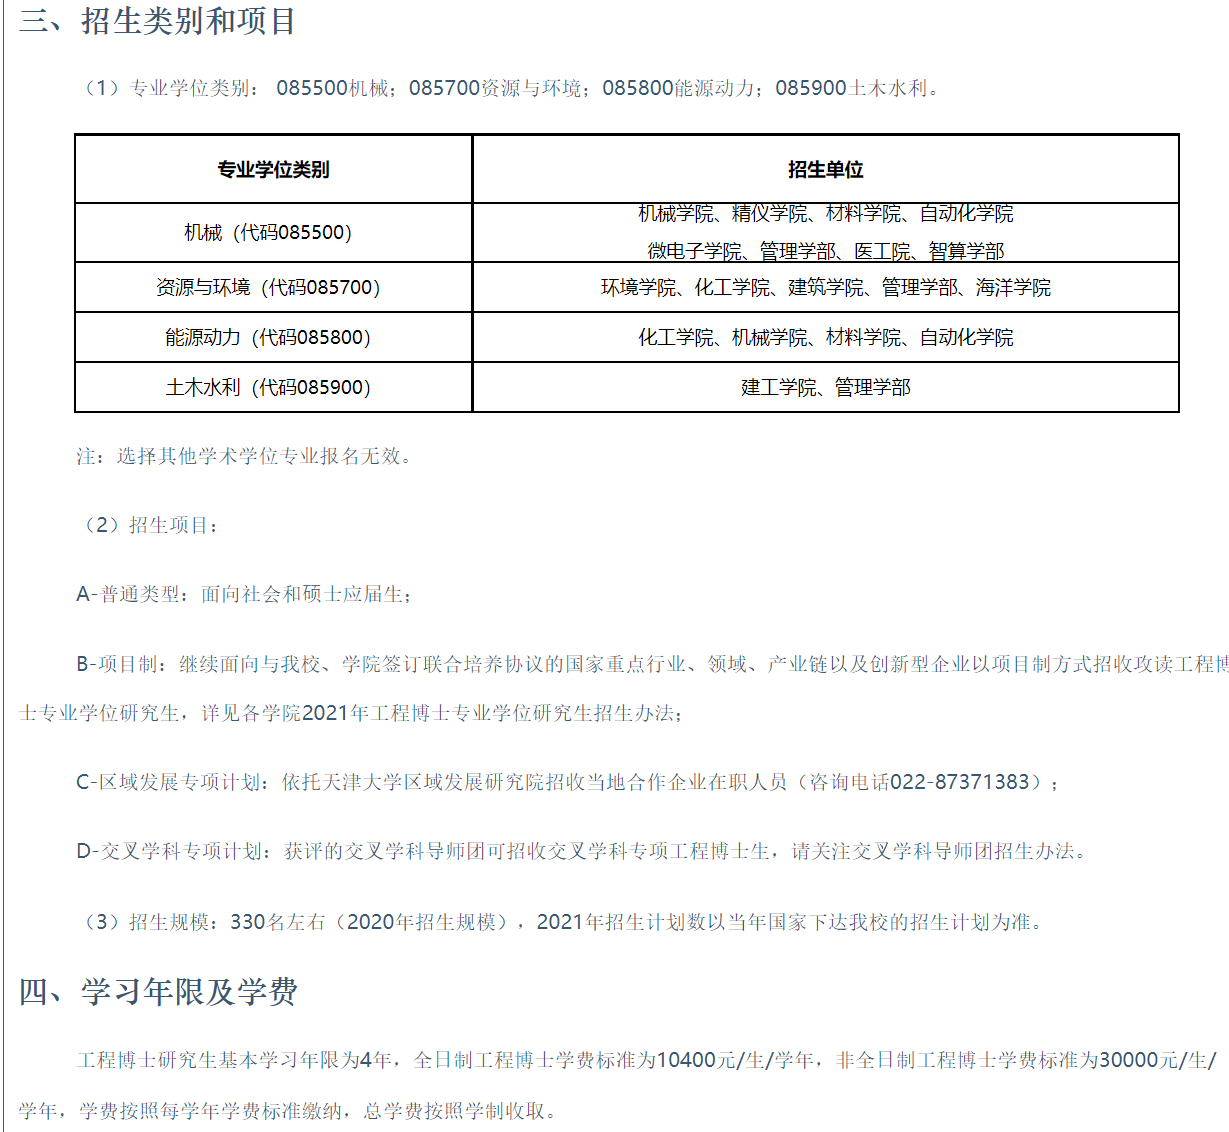 三、招生类别和项目
（1）专业学位类别： 085500机械；085700资源与环境；085800能源动力；085900土木水利。
专业学位类别 招生单位
机械（代码085500） 机械学院、精仪学院、材料学院、自动化学院
微电子学院、管理学部、医工院、智算学部
资源与环境（代码085700） 环境学院、化工学院、建筑学院、管理学部、海洋学院
能源动力（代码085800） 化工学院、机械学院、材料学院、自动化学院
土木水利（代码085900） 建工学院、管理学部
注：选择其他学术学位专业报名无效。
（2）招生项目：
A-普通类型：面向社会和硕士应届生；
B-项目制：继续面向与我校、学院签订联合培养协议的国家重点行业、领域、产业链以及创新型企业以项目制方式招收攻读工程博
士专业学位研究生，详见各学院2021年工程博士专业学位研究生招生办法；
C-区域发展专项计划：依托天津大学区域发展研究院招收当地合作企业在职人员（咨询电话022-87371383）；
D-交叉学科专项计划：获评的交叉学科导师团可招收交叉学科专项工程博士生，请关注交叉学科导师团招生办法。
（3）招生规模：330名左右（2020年招生规模），2021年招生计划数以当年国家下达我校的招生计划为准。
四、学习年限及学费
工程博士研究生基本学习年限为4年，全日制工程博士学费标准为10400元/生/学年，非全日制工程博士学费标准为30000元/生/
学年，学费按照每学年学费标准缴纳，总学费按照学制收取。